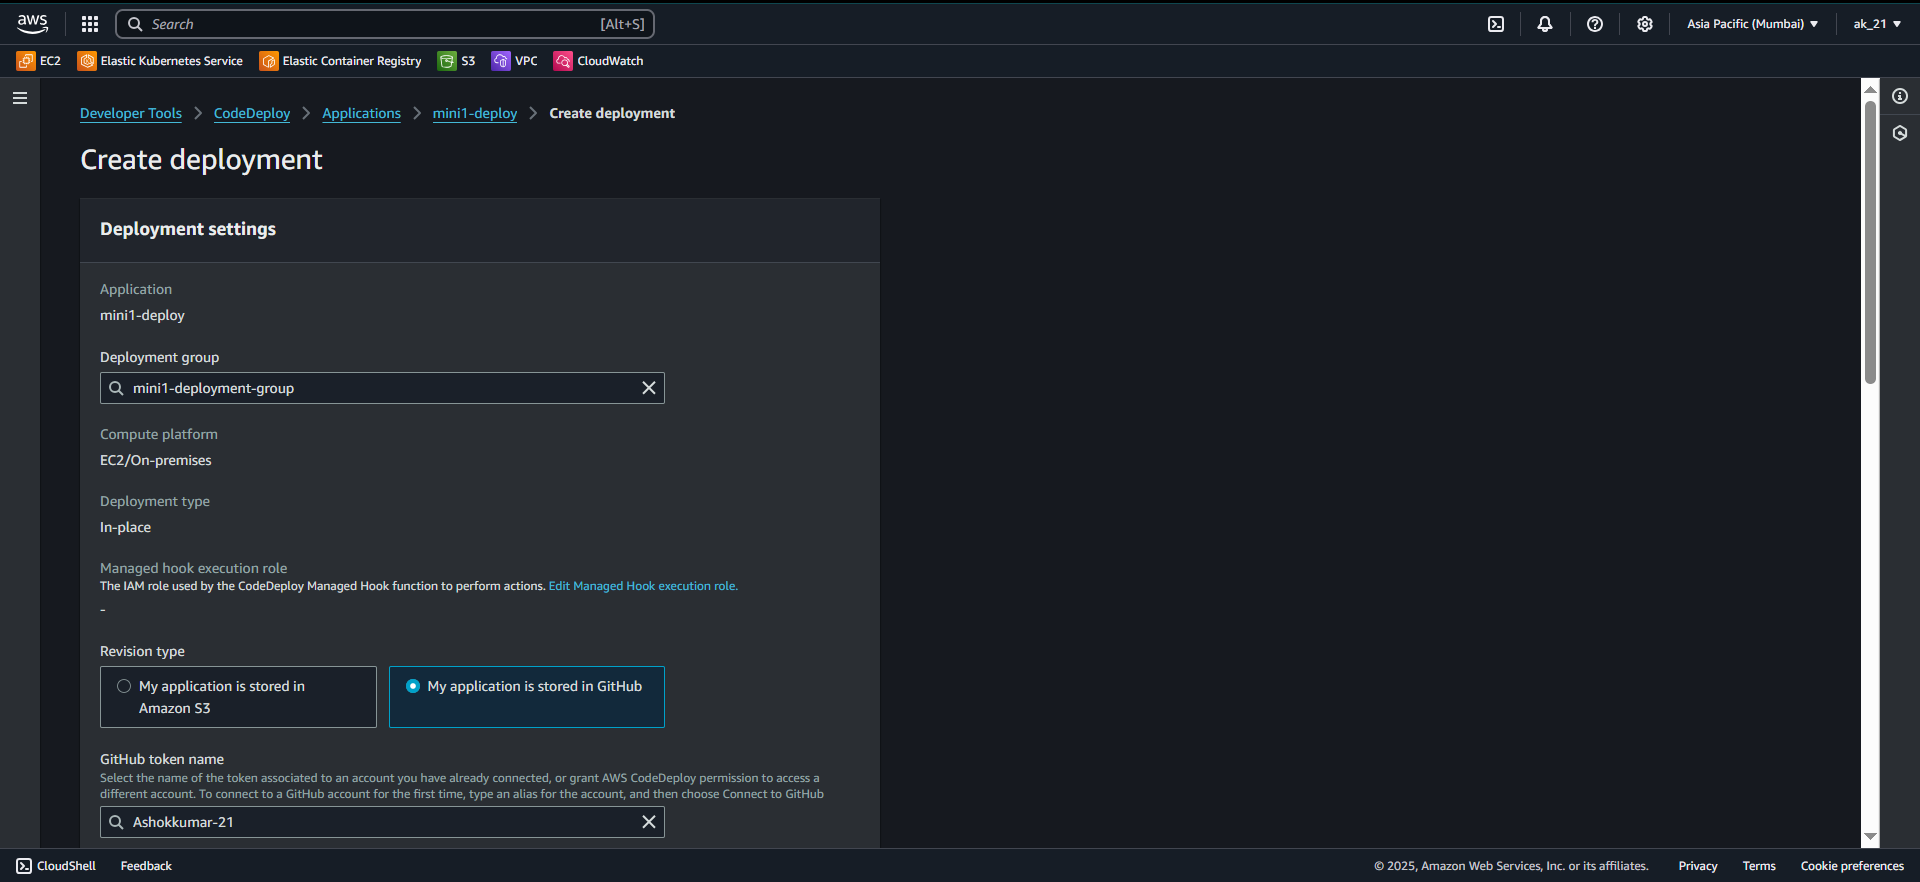 aws
Search [Alt+S]
Asia Pacific (Mumbai)
ak_21
EC2 Elastic Kubernetes Service Elastic Container Registry S3 VPC CloudWatch
Developer Tools CodeDeploy Applications mini1-deploy Create deployment
Create deployment
Deployment settings
Application
mini1-deploy
Deployment group
mini1-deployment-group
Compute platform
EC2/On-premises
Deployment type
In-place
Managed hook execution role
The IAM role used by the CodeDeploy Managed Hook function to perform actions. Edit Managed Hook execution role.
-
Revision type
My application is stored in
Amazon S3
My application is stored in GitHub
GitHub token name
Select the name of the token associated to an account you have already connected, or grant AWS CodeDeploy permission to access a
different account. To connect to a GitHub account for the first time, type an alias for the account, and then choose Connect to GitHub
Ashokkumar-21
CloudShell Feedback
© 2025, Amazon Web Services, Inc. or its affiliates. Privacy Terms Cookie preferences